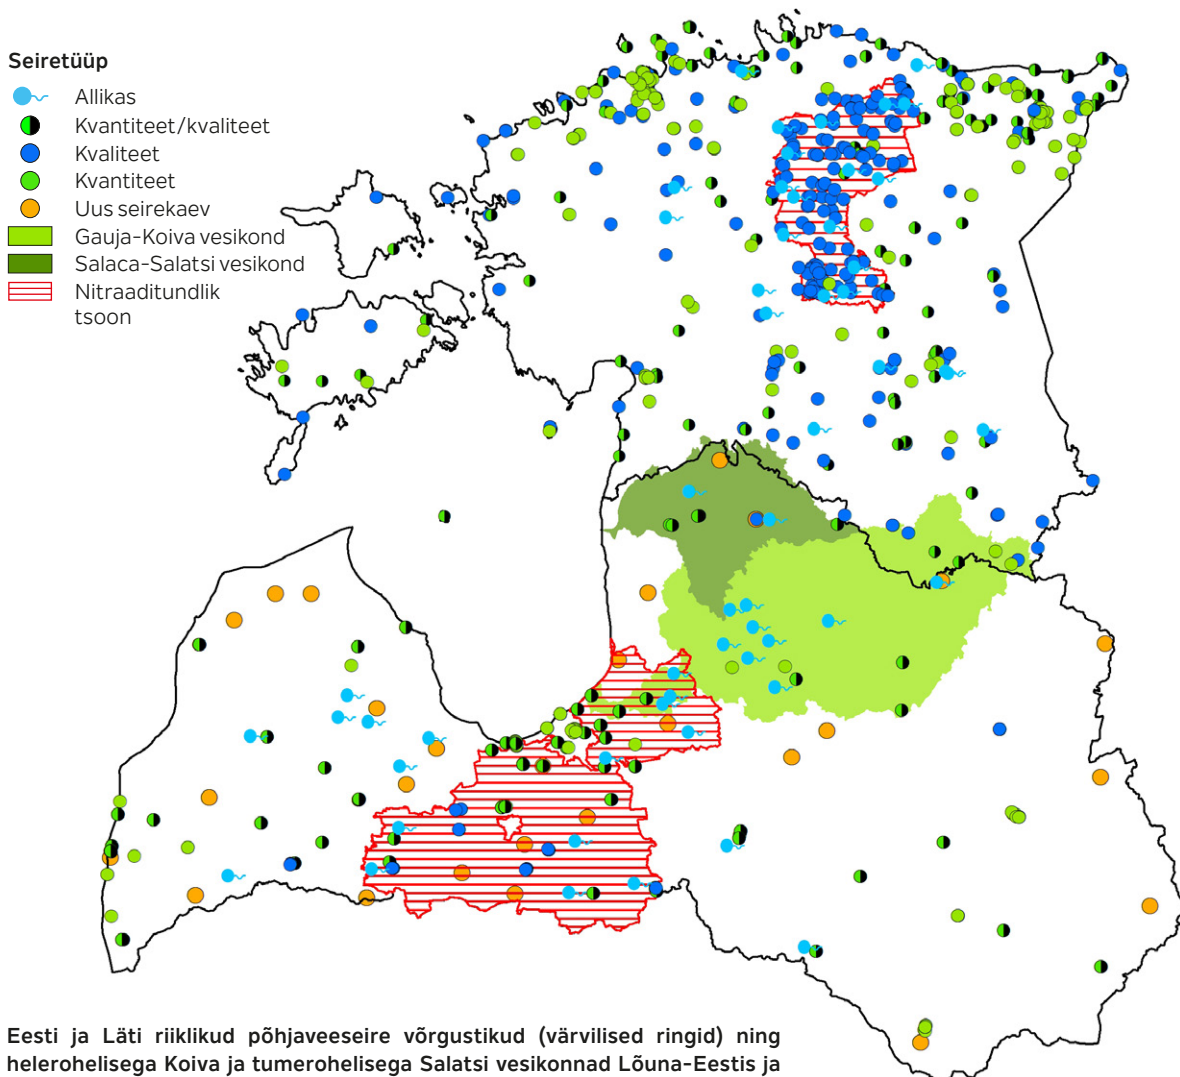 Seiretüüp
Allikas
Kvantiteet/kvaliteet
Kvaliteet
Kvantiteet
Uus seirekaev
Gauja-Koiva vesikond
Salaca-Salatsi vesikond
Nitraaditundlik
tsoon
Eesti ja Läti riiklikud põhjaveeseire võrgustikud (värvilised ringid) ning
helerohelisega Koiva ja tumerohelisega Salatsi vesikonnad Lõuna-Eestis ja